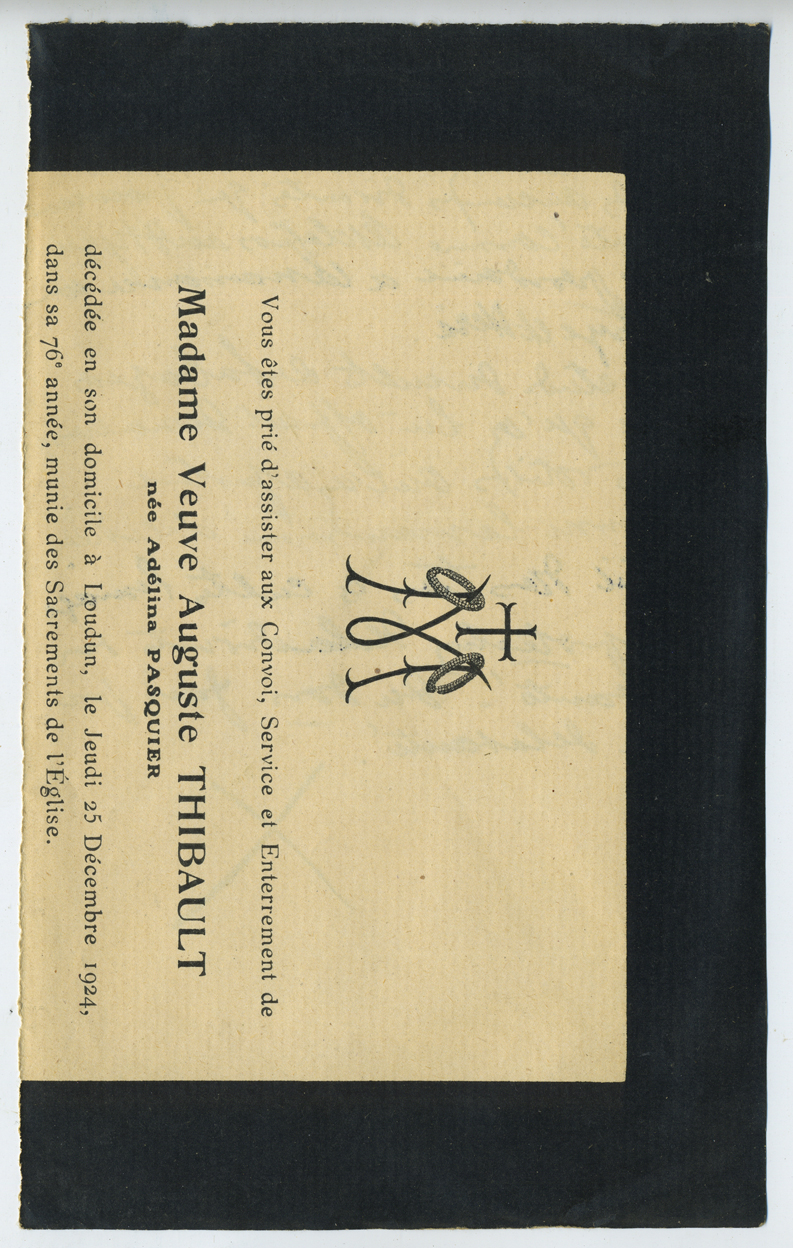 Vous êtes prié d'assister aux Convoi, Service et Enterrement de
Madame Veuve Auguste THIBAULT
née Adélina PASQUIER
décédée en son domicile à Loudun, le Jeudi 25 Décembre 1924,
dans sa 76e année, munie des Sacrements de l'Église.